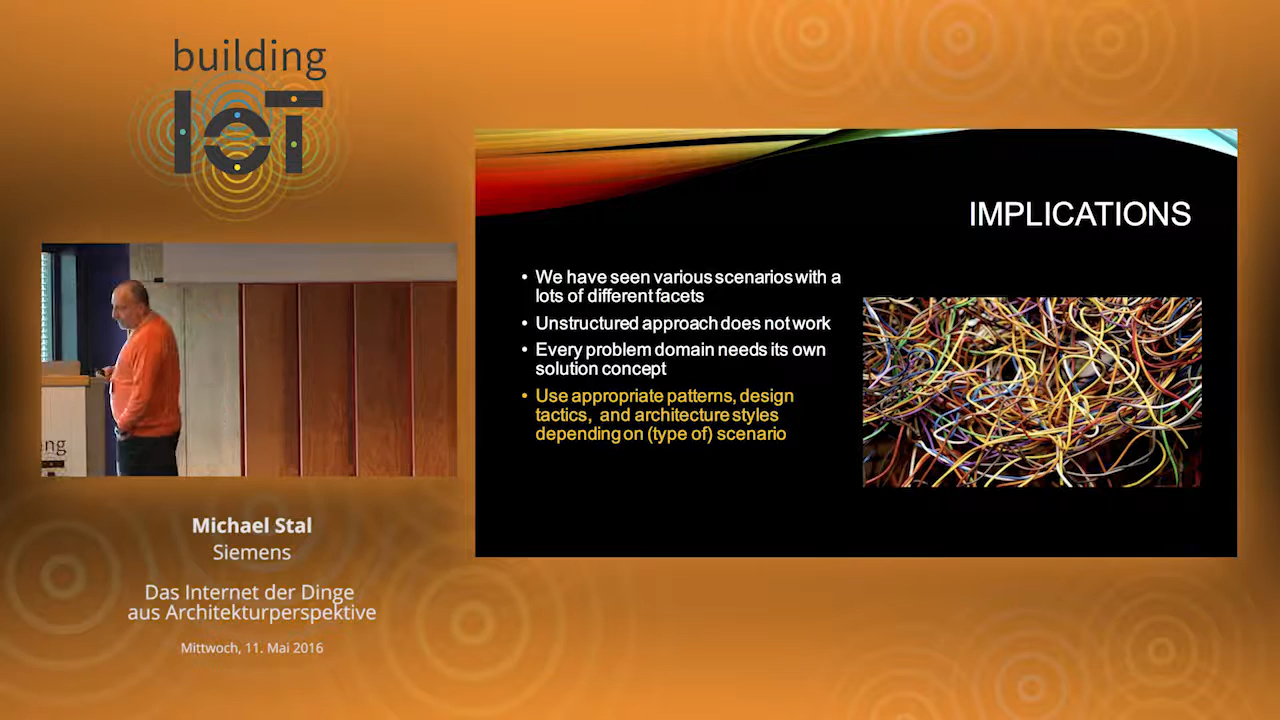 building
IoT
IMPLICATIONS
• We have seen various scenarios with a
lots of different facets
• Unstructured approach does not work
• Every problem domain needs its own
solution concept
• Use appropriate patterns, design
tactics, and architecture styles
depending on (type of) scenario
ng
Michael Stal
Siemens
Das Internet der Dinge
aus Architekturperspektive
Mittwoch, 11. Mai 2016